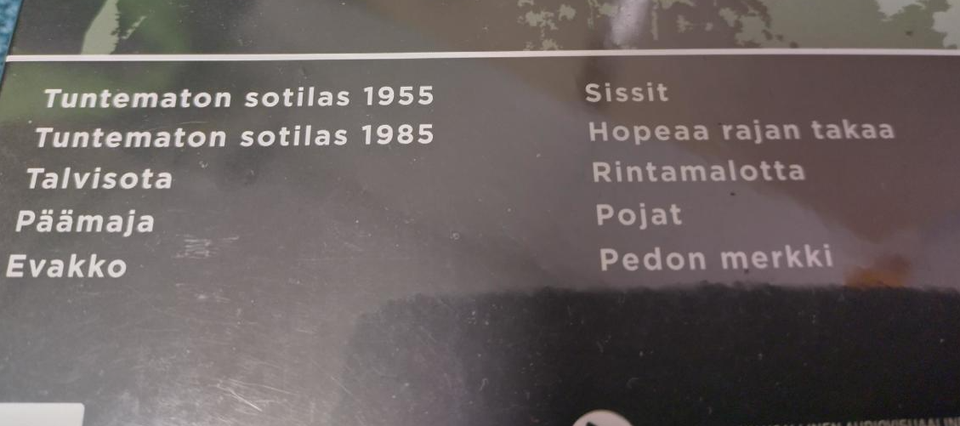 Tuntematon sotilas 1955
Tuntematon sotilas 1985
Talvisota
Päämaja
Evakko
Sissit
Hopeaa rajan takaa
Rintamalotta
Pojat
Pedon merkki